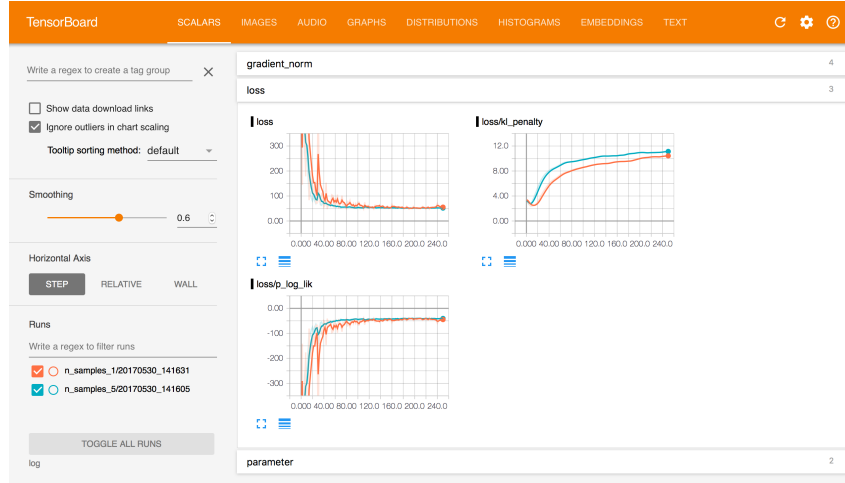 TensorBoard SCALARS IMAGES AUDIO GRAPHS DISTRIBUTIONS HISTOGRAMS EMBEDDINGS TEXT
Write a regex to create a tag group
Show data download links
Ignore outliers in chart scaling
Tooltip sorting method: default
Smoothing
0.6
Horizontal Axis
STEP RELATIVE WALL
Runs
Write a regex to filter runs
n_samples_1/20170530_141631
n_samples_5/20170530_141605
TOGGLE ALL RUNS
log
gradient_norm 4
loss 3
loss
300
200
100
0.00
0.000 40.00 80.00 120.0 160.0 200.0 240.0
loss/kl_penalty
12.0
8.00
4.00
0.00
0.000 40.00 80.00 120.0 160.0 200.0 240.0
loss/p_log_lik
0.00
-100
-200
-300
0.000 40.00 80.00 120.0 160.0 200.0 240.0
parameter 2